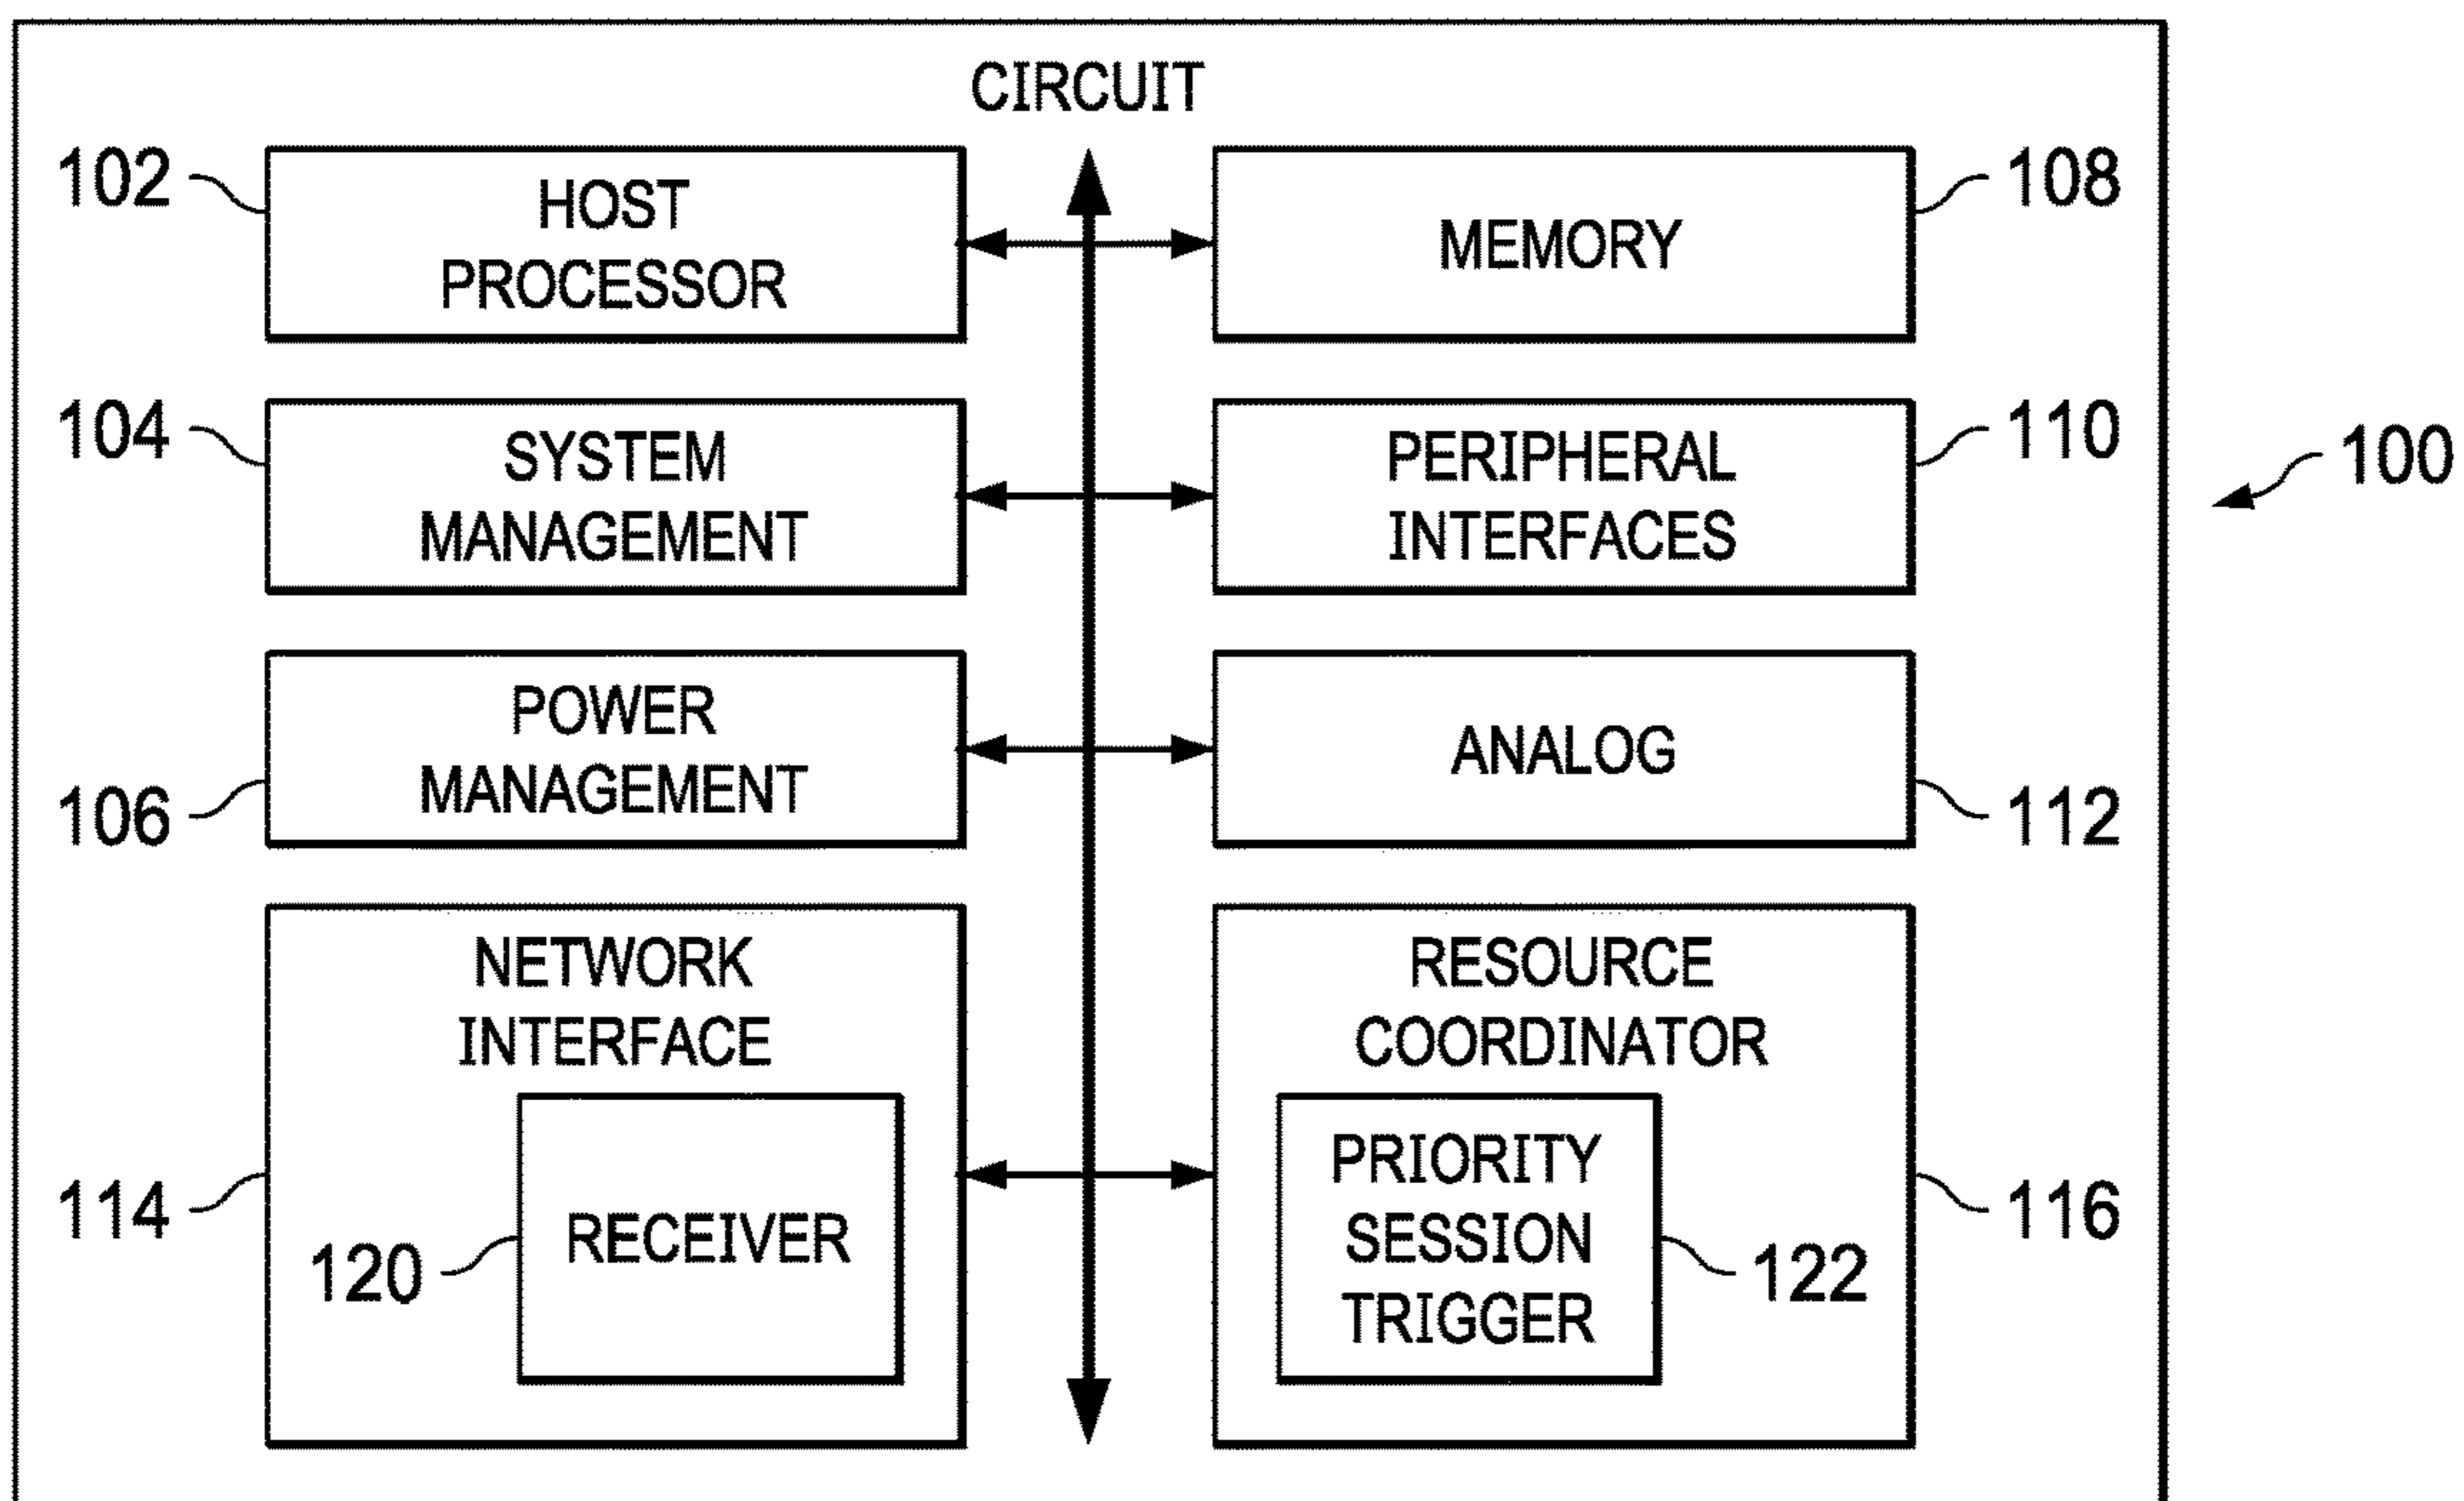 CIRCUIT
102
HOST
PROCESSOR
MEMORY
108
104
SYSTEM
MANAGEMENT
PERIPHERAL
INTERFACES
110
100
106
POWER
MANAGEMENT
ANALOG
112
114
NETWORK
INTERFACE
120
RECEIVER
RESOURCE
COORDINATOR
PRIORITY
SESSION
TRIGGER
122
116